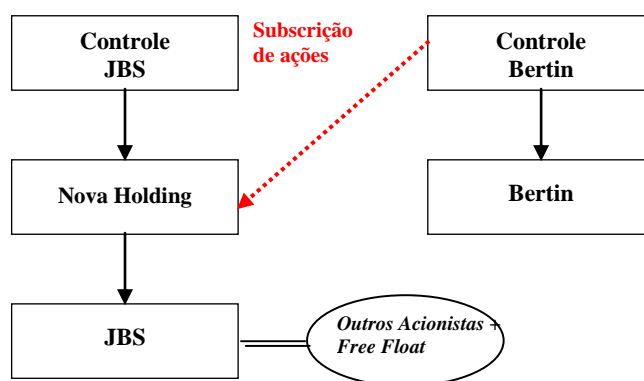 Controle
JBS
Subscrição
de ações
Controle
Bertin
Nova Holding
Bertin
JBS
Outros Acionistas +
Free Float